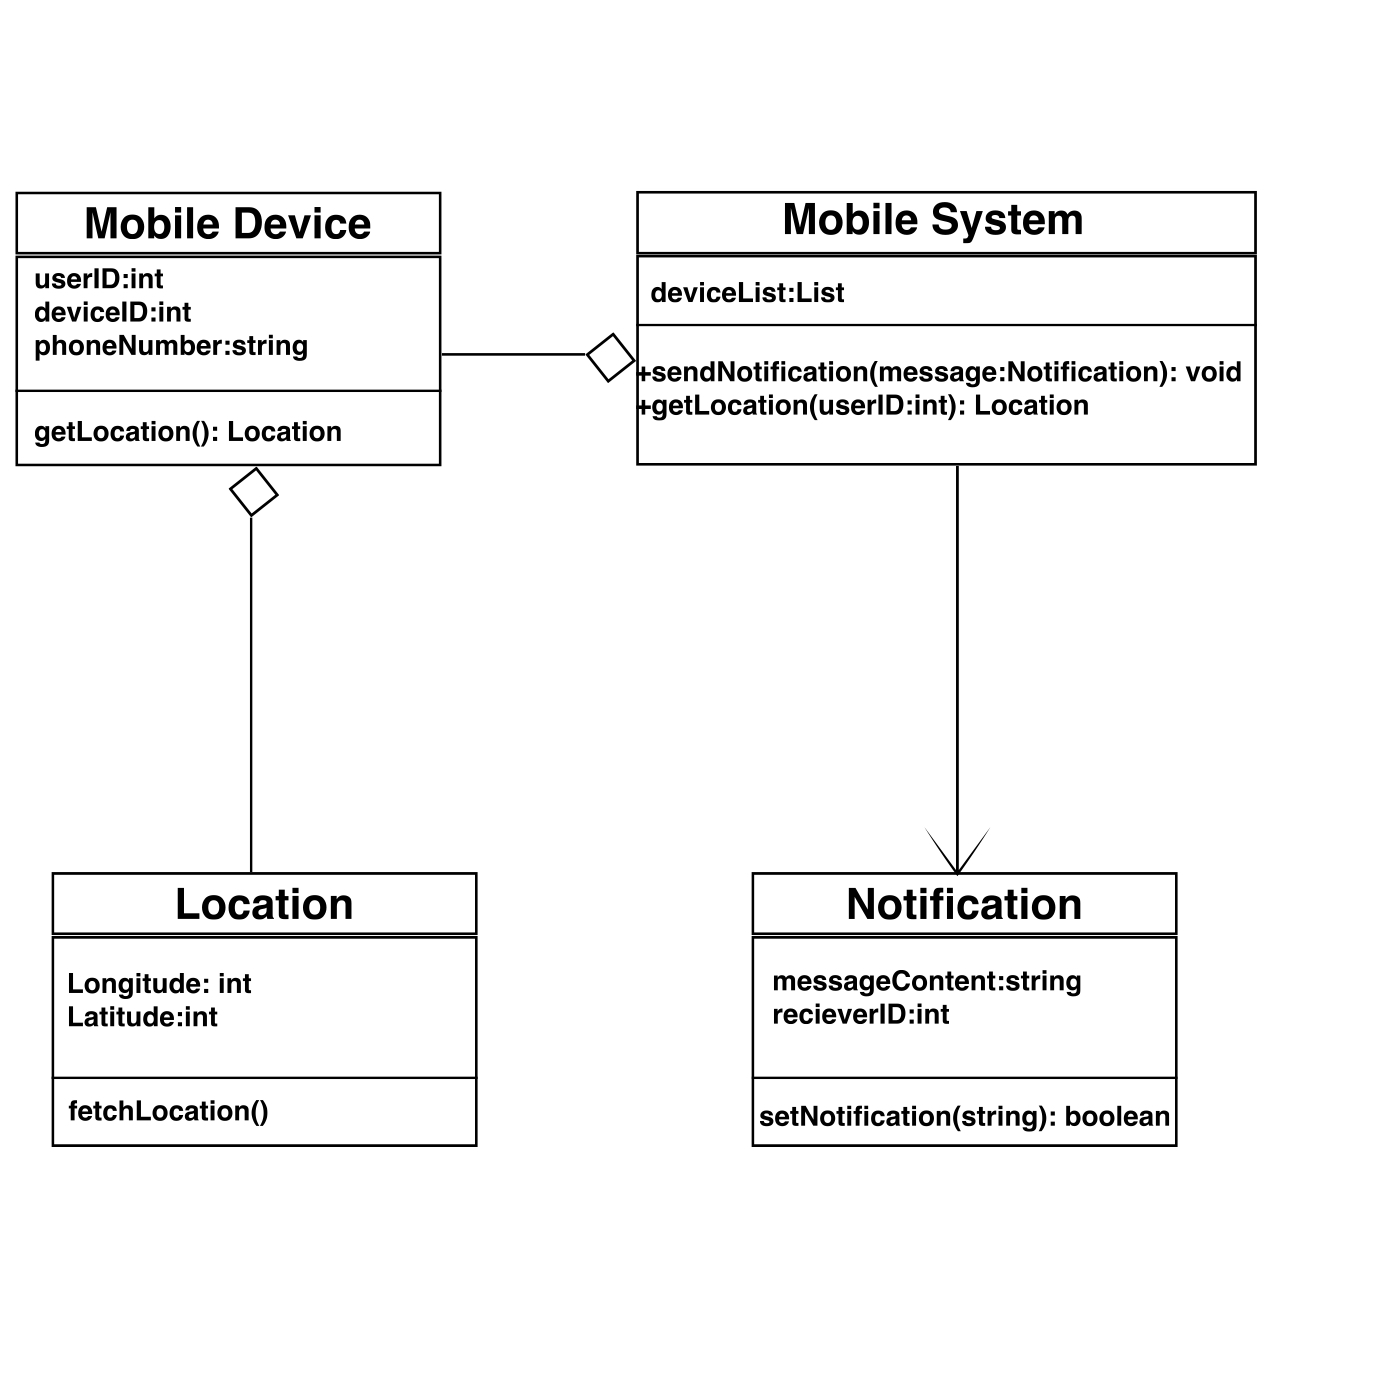 Mobile Device
userID:int
deviceID:int
phoneNumber:string
getLocation(): Location
Mobile System
deviceList:List
+sendNotification(message:Notification): void
+getLocation(userID:int): Location
Location
Longitude: int
Latitude:int
fetchLocation()
Notification
messageContent:string
recieverID:int
setNotification(string): boolean